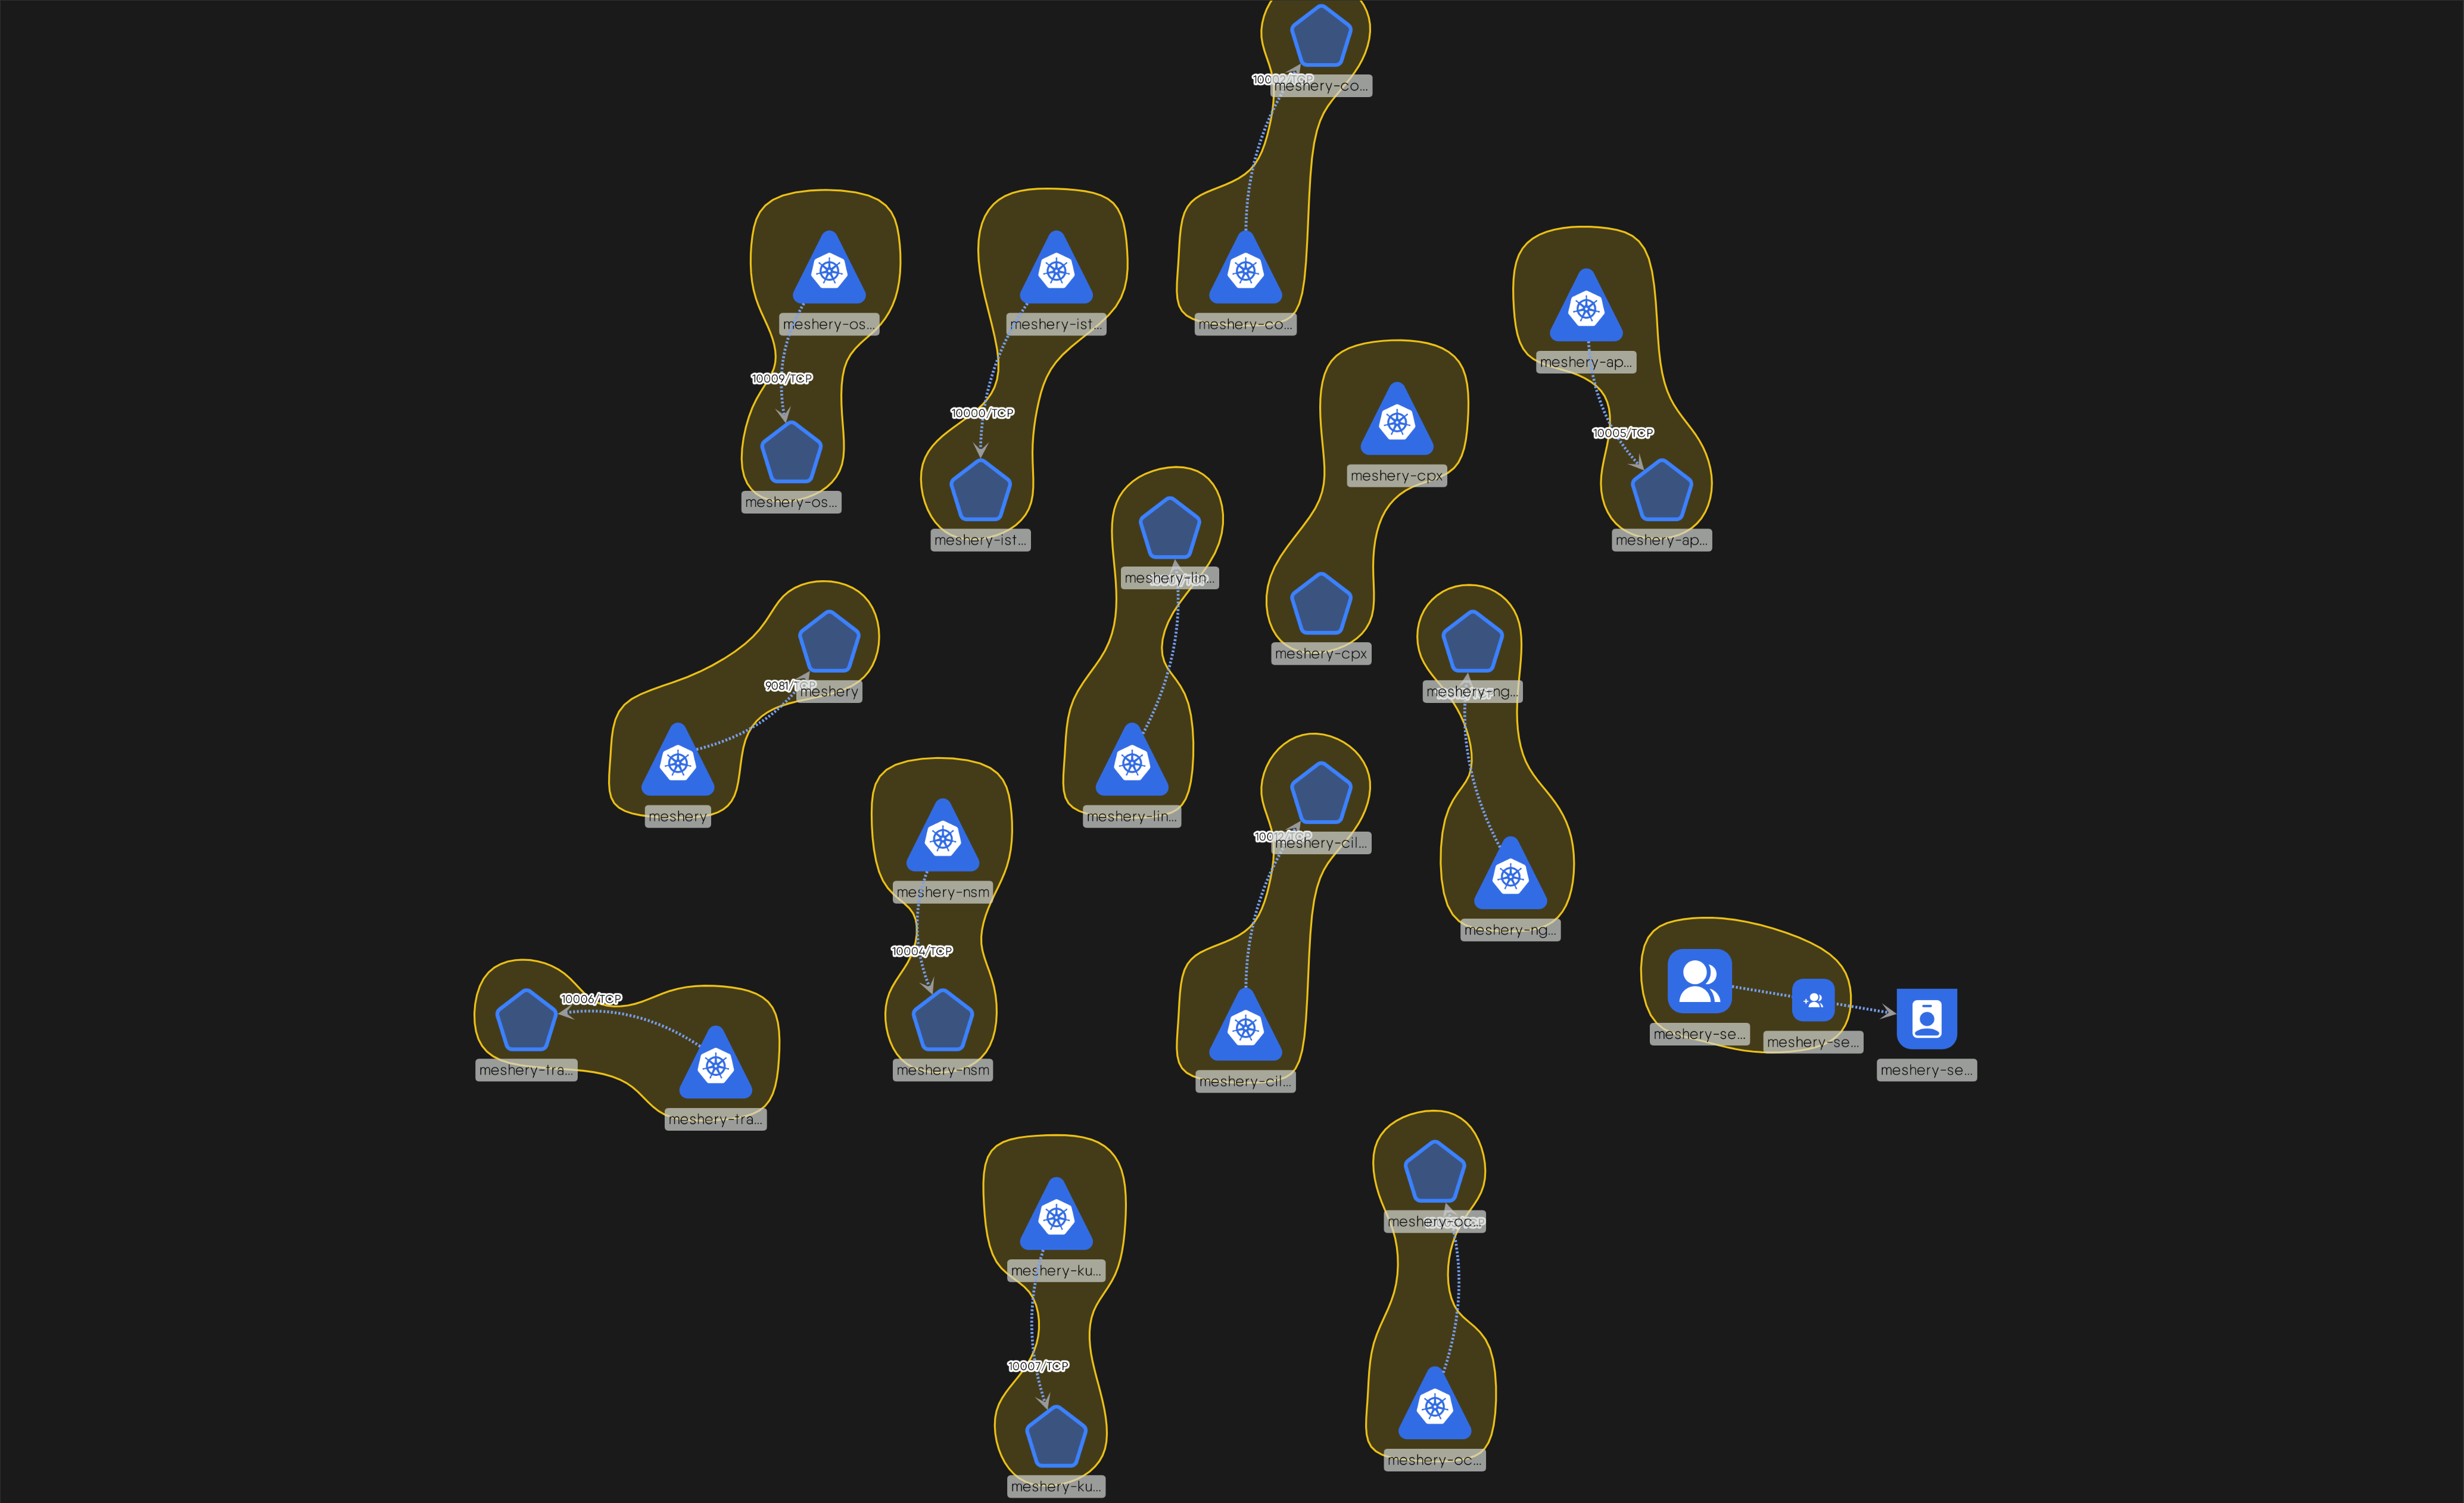 10002/TCP
meshery-co...
meshery-os...
meshery-ist...
meshery-co...
meshery-ap...
10009/TCP
10000/TCP
10005/TCP
meshery-cpx
meshery-os...
meshery-ist...
meshery-ap...
meshery-lin...
meshery-cpx
9081/TCP
meshery
meshery-ng...
meshery
meshery-lin...
10012/TCP
meshery-cil...
meshery-nsm
meshery-ng...
10004/TCP
10006/TCP
meshery-se...
meshery-se...
meshery-tra...
meshery-nsm
meshery-se...
meshery-cil...
meshery-tra...
meshery-oc...
meshery-ku...
10007/TCP
meshery-oc...
meshery-ku...